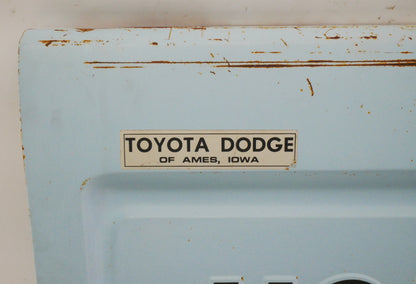 TOYOTA DODGE
OF AMES, IOWA